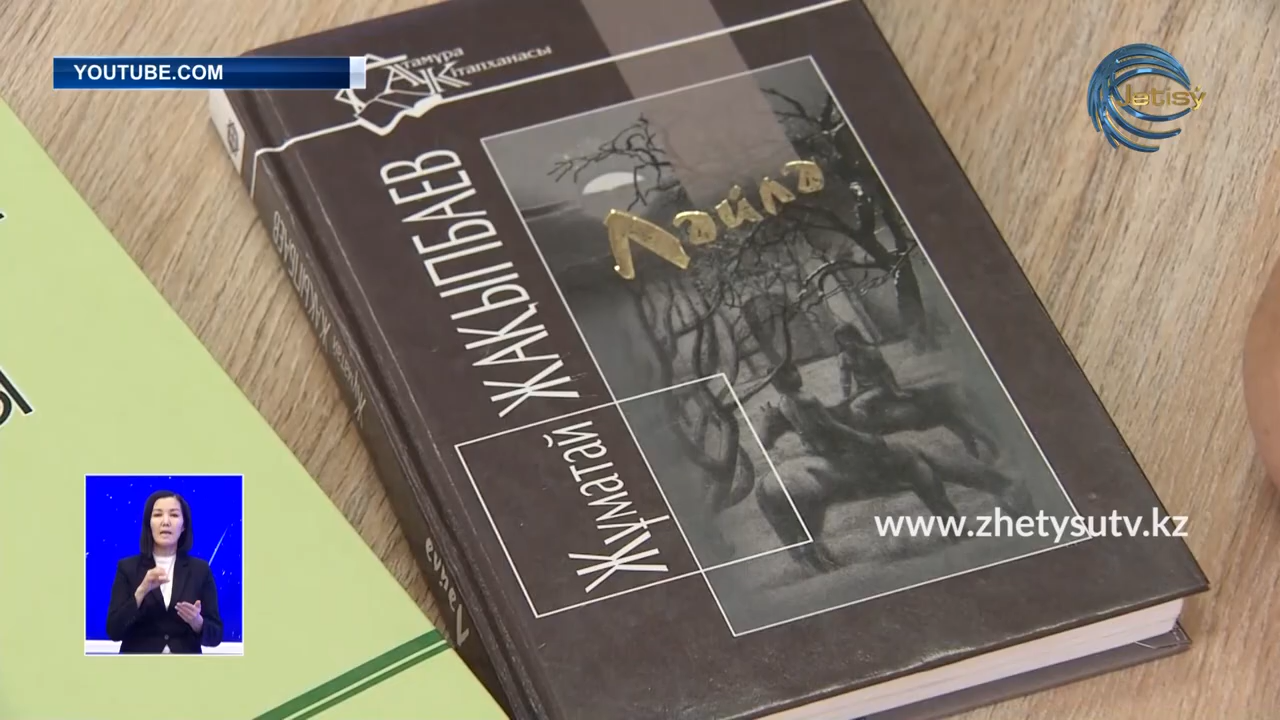 YOUTUBE.COM
Jetisý
Атамұра
Кітапханасы
Жұматай ЖАҚЫПБАЕВ
Ләйлә
Жұматай ЖАҚЫПБАЕВ
Ләйлә
www.zhetysutv.kz